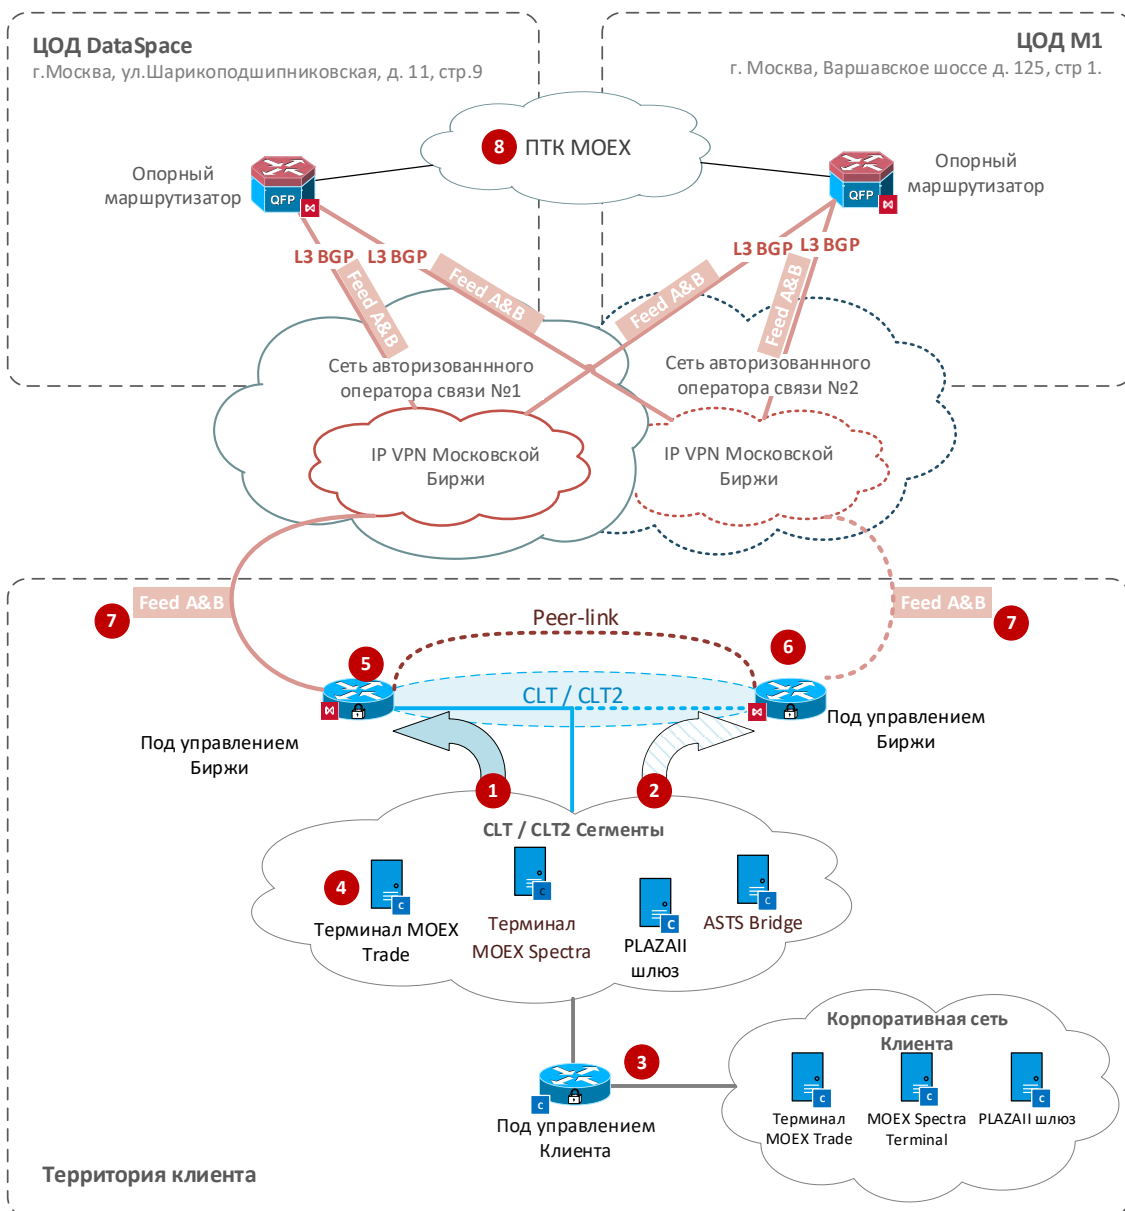 ЦОД DataSpace
г.Москва, ул.Шарикоподшипниковская, д. 11, стр.9
ЦОД М1
г. Москва, Варшавское шоссе д. 125, стр 1.
8
ПТК MOEX
Опорный
маршрутизатор
QFP
Опорный
маршрутизатор
QFP
L3 BGP
L3 BGP
L3 BGP
L3 BGP
Feed A&B
Feed A&B
Feed A&B
Feed A&B
Сеть авторизованнного
оператора связи №1
Сеть авторизованнного
оператора связи №2
IP VPN Московской
Биржи
IP VPN Московской
Биржи
Feed A&B
7
Feed A&B
7
Peer-link
5
6
CLT / CLT2
Под управлением
Биржи
Под управлением
Биржи
1
2
CLT / CLT2 Сегменты
4
C
Терминал MOEX
Trade
C
Терминал
MOEX Spectra
C
PLAZAII
шлюз
C
ASTS Bridge
3
C
Под управлением
Клиента
Корпоративная сеть
Клиента
C
Терминал
MOEX Trade
C
MOEX Spectra
Terminal
C
PLAZAII шлюз
Территория клиента